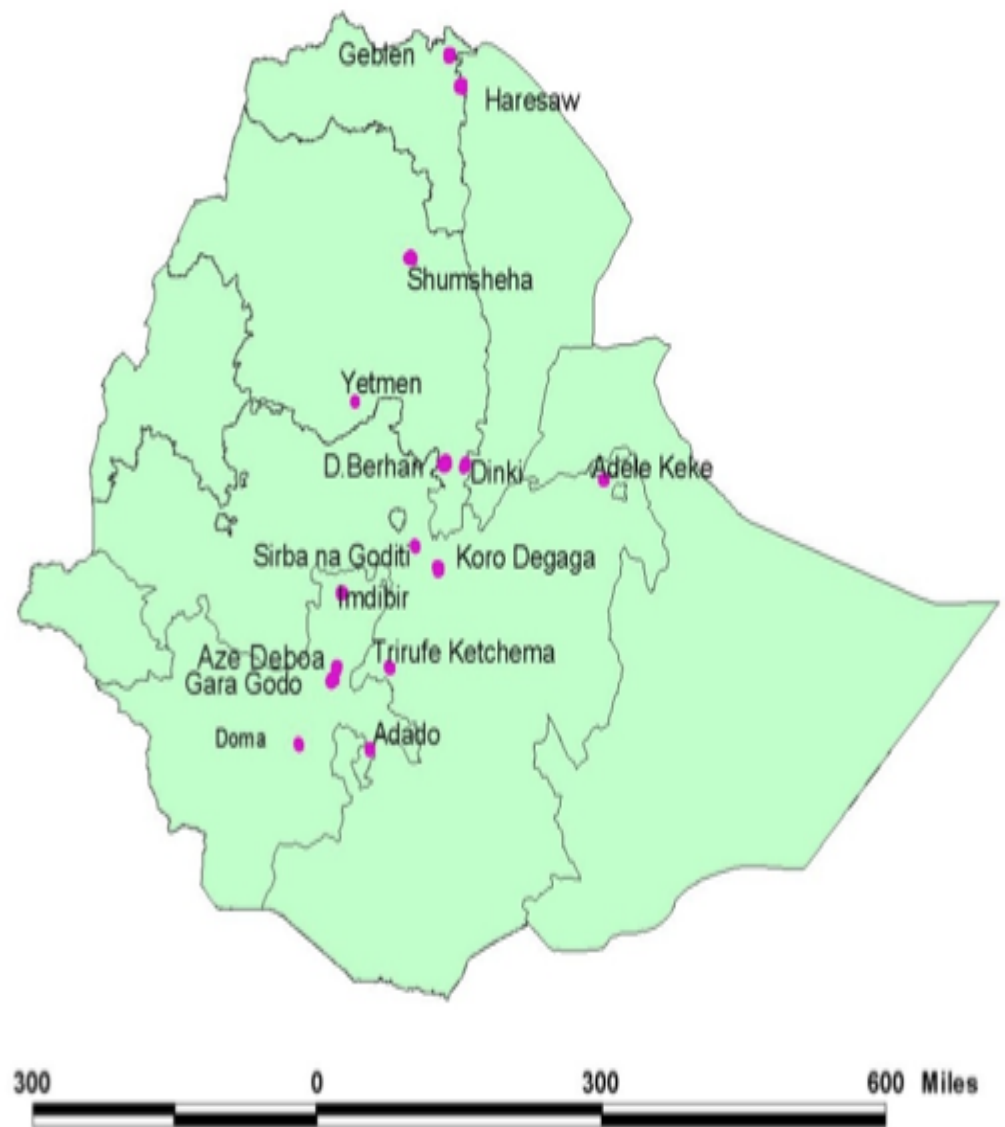 Geblen
Haresaw
Shumsheha
Yetmen
D.Berhan
Dinki
Adele Keke
Sirba na Goditi
Koro Degaga
Imdibir
Aze Deboa
Trirufe Ketchema
Gara Godo
Doma
Adado
300 0 300 600 Miles